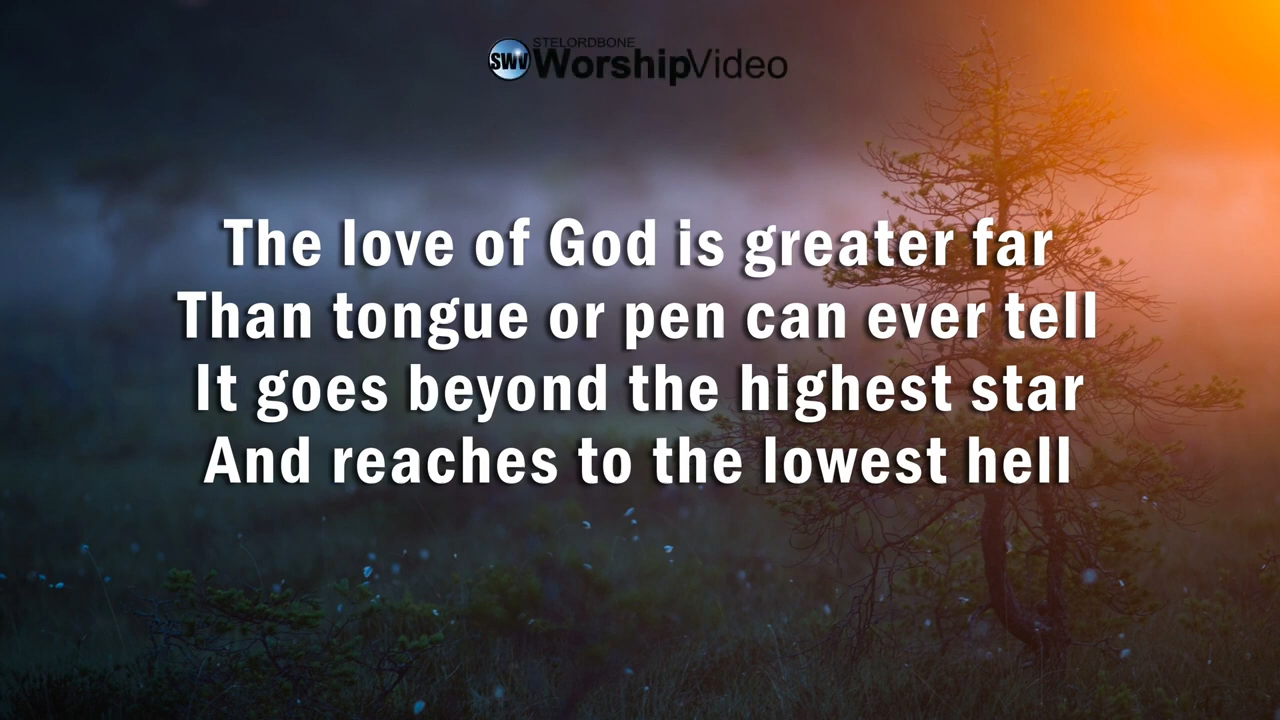 STELORDBONE
SWV WorshipVideo
The love of God is greater far
Than tongue or pen can ever tell
It goes beyond the highest star
And reaches to the lowest hell